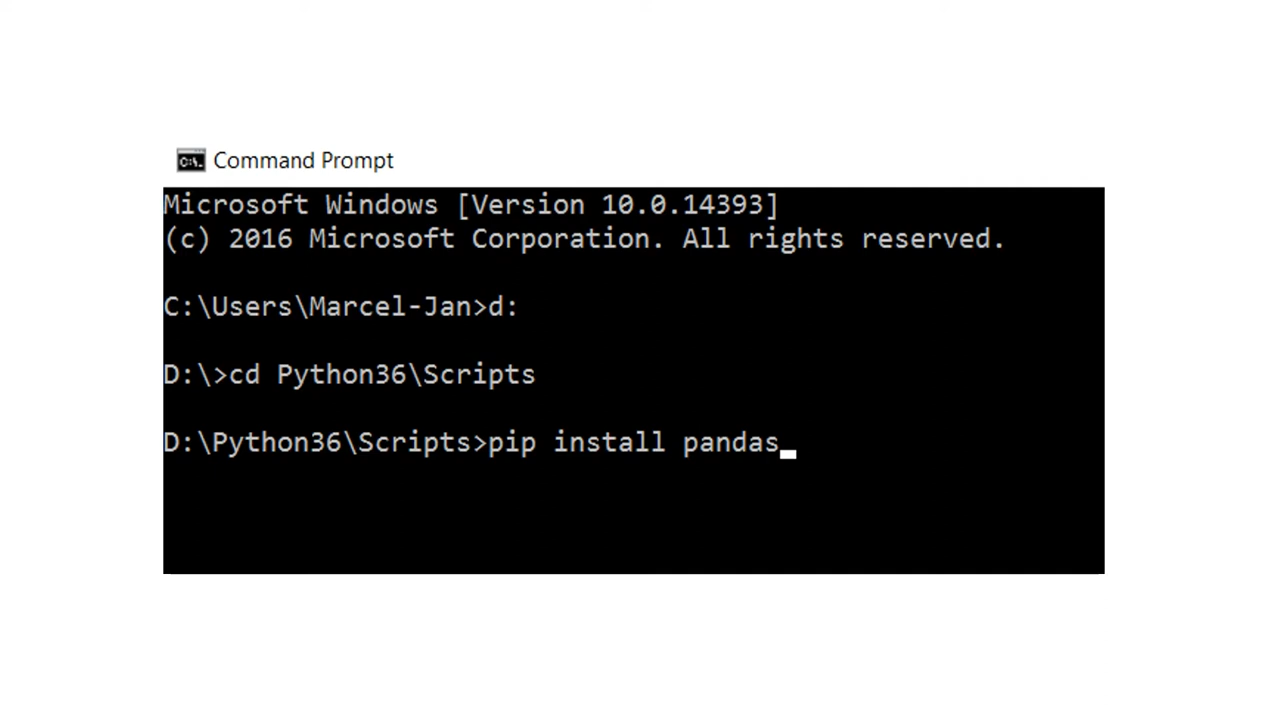 C:\. Command Prompt
Microsoft Windows [Version 10.0.14393]
(c) 2016 Microsoft Corporation. All rights reserved.
C:\Users\Marcel-Jan>d:
D:\>cd Python36\Scripts
D:\Python36\Scripts>pip install pandas_